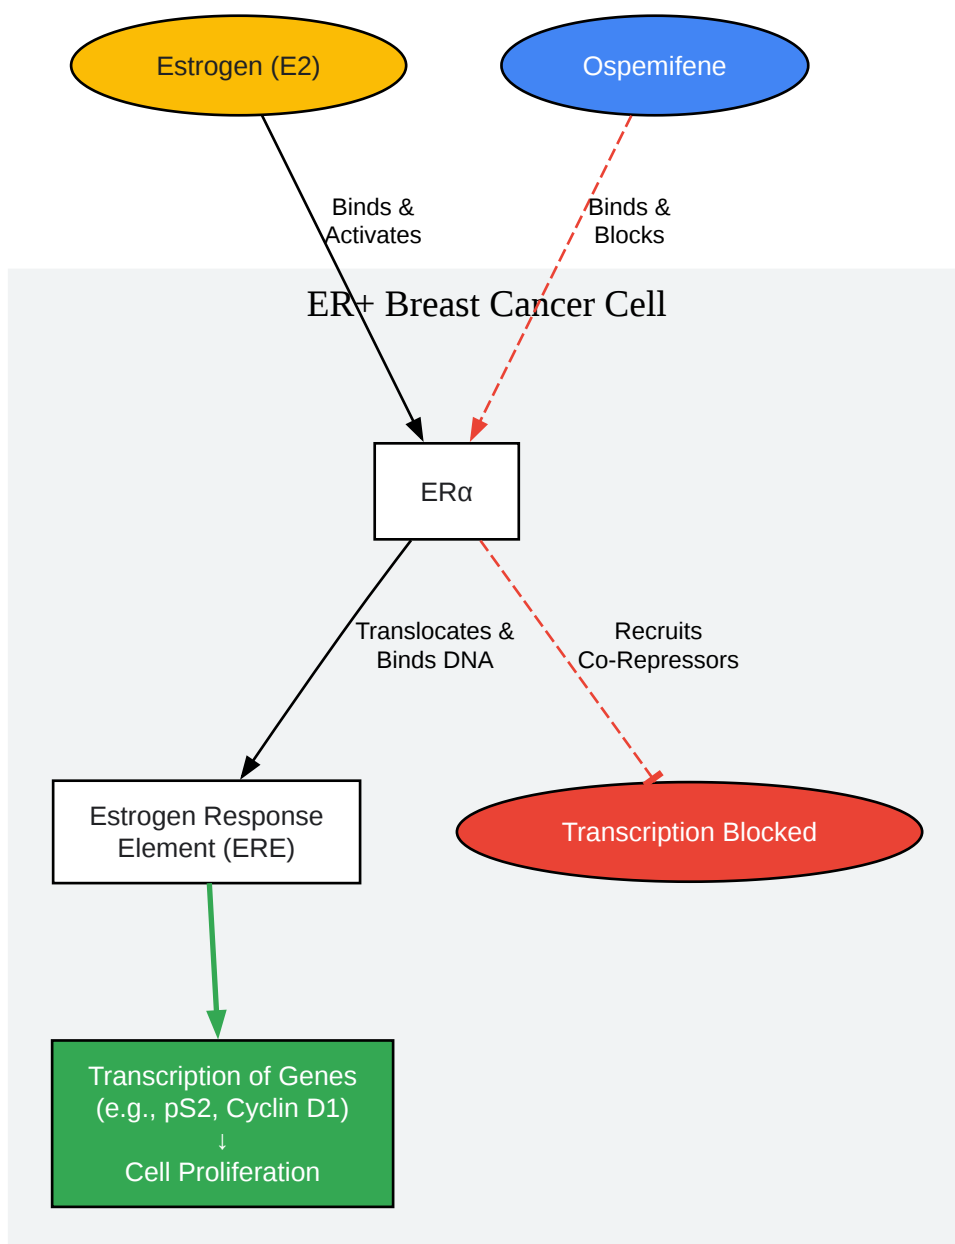 Estrogen (E2)
Ospemifene
Binds &
Activates
Binds &
Blocks
ER+ Breast Cancer Cell
ERα
Translocates &
Binds DNA
Recruits
Co-Repressors
Estrogen Response
Element (ERE)
Transcription Blocked
Transcription of Genes
(e.g., pS2, Cyclin D1)
↓
Cell Proliferation